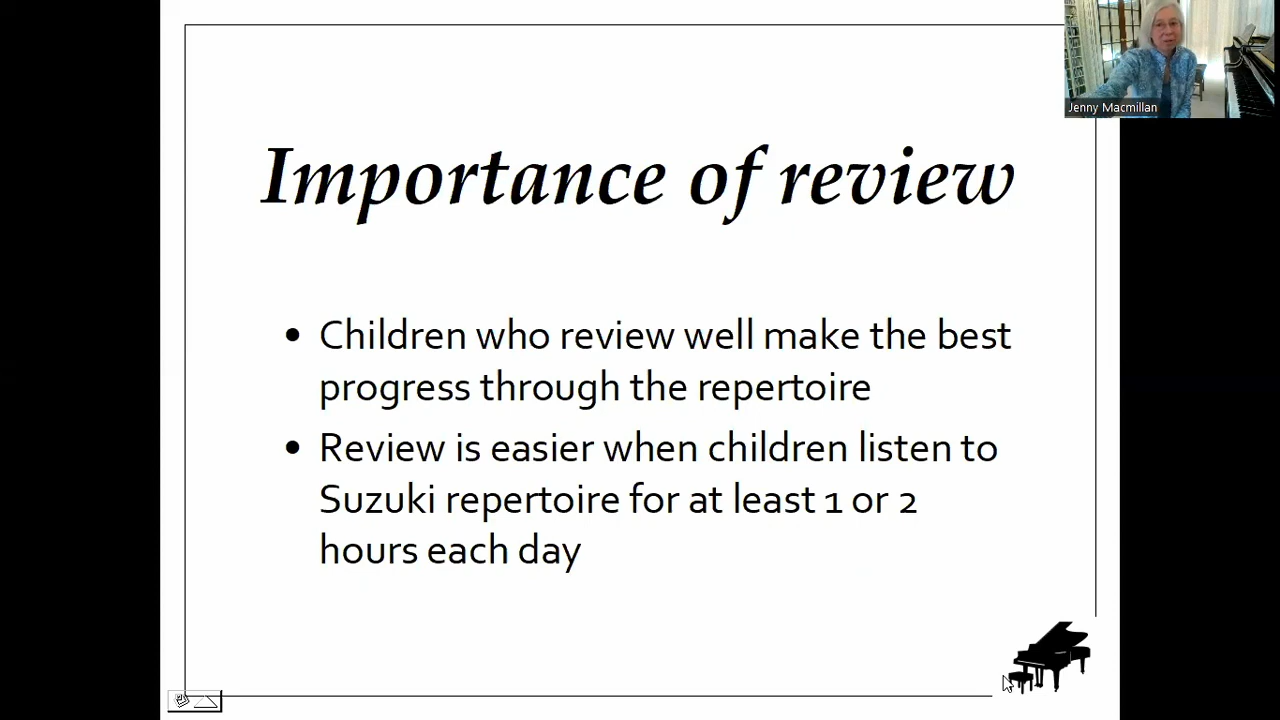 Jenny Macmillan
Importance of review
• Children who review well make the best
progress through the repertoire
• Review is easier when children listen to
Suzuki repertoire for at least 1 or 2
hours each day